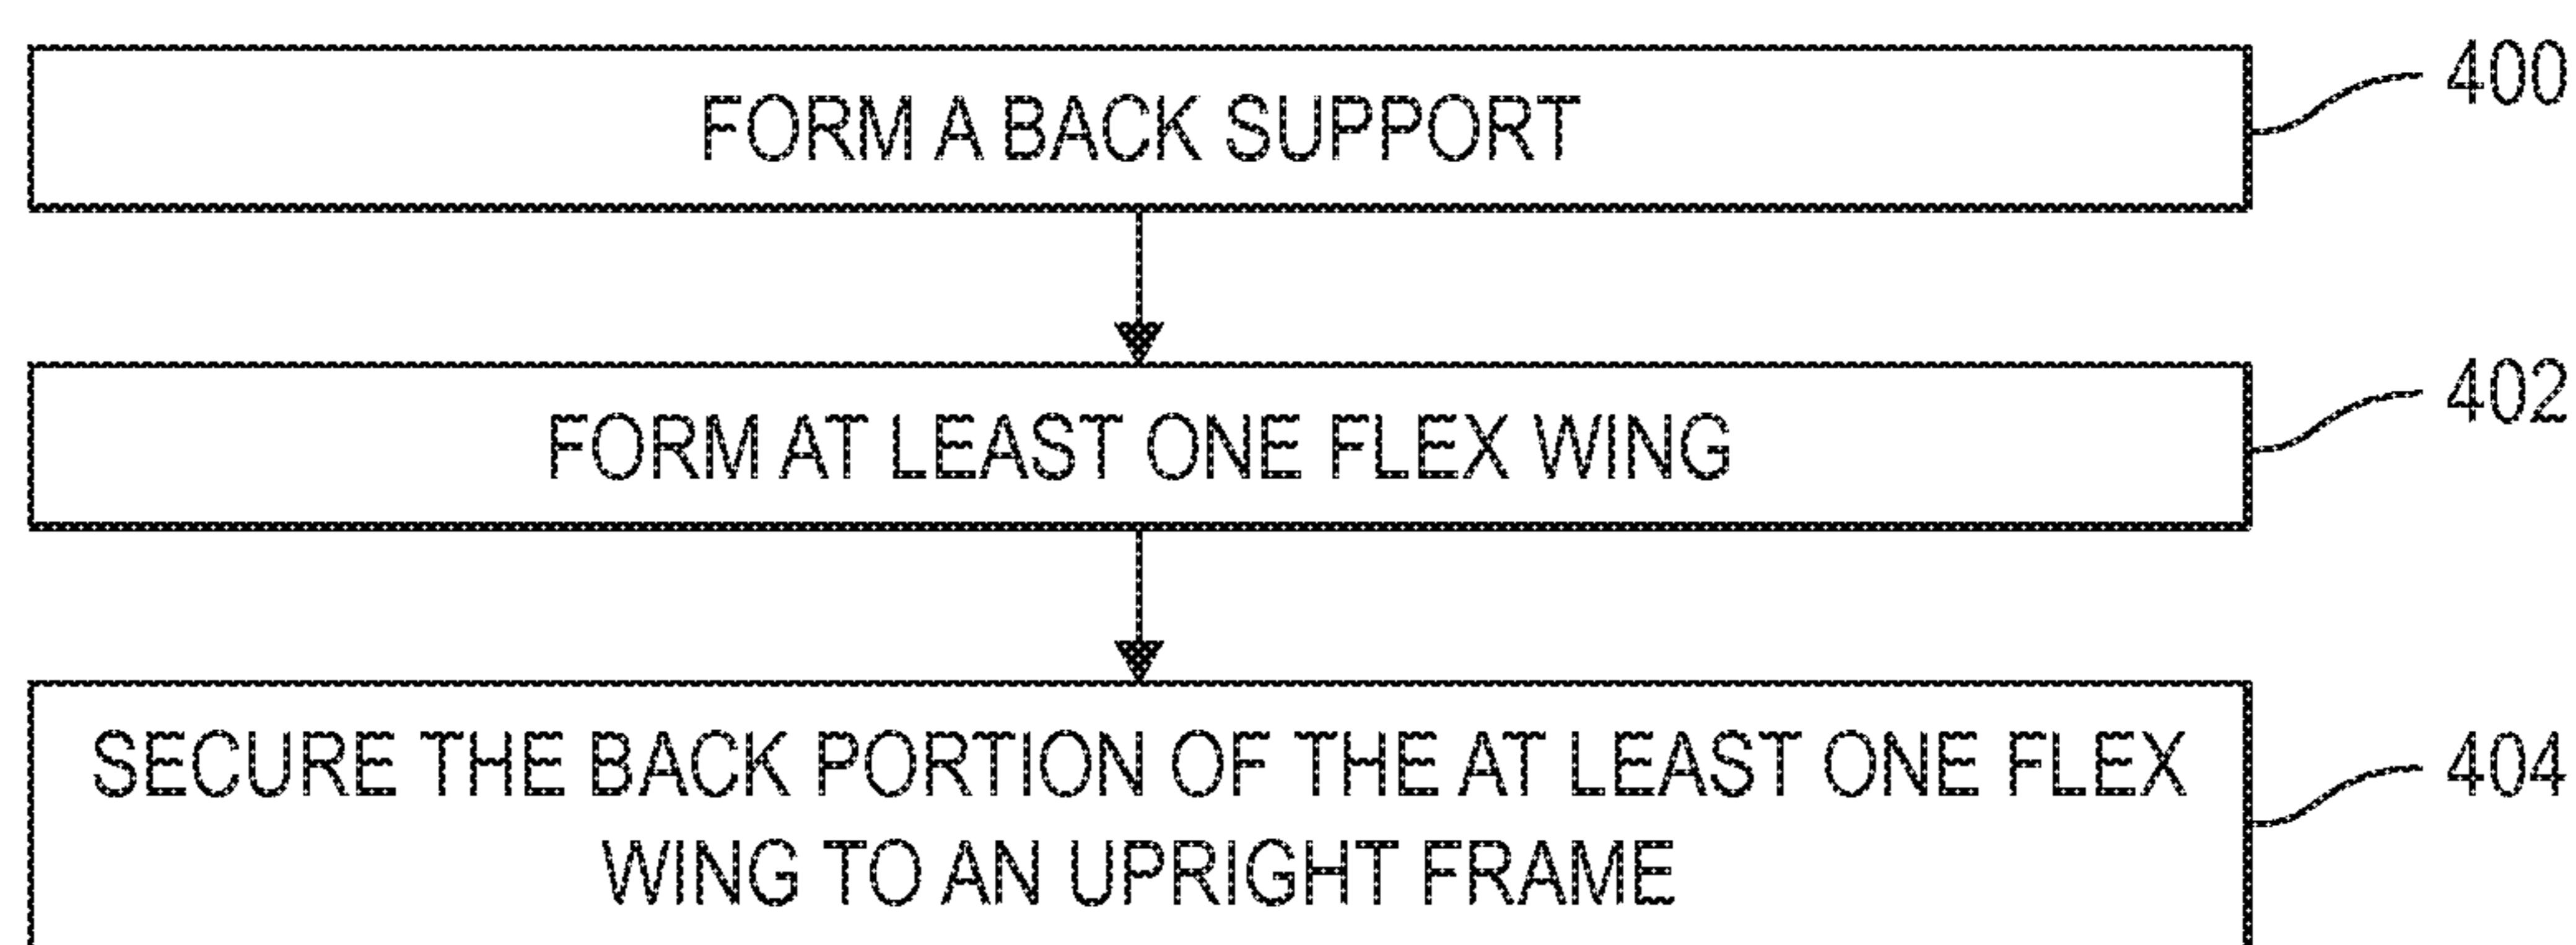 FORM A BACK SUPPORT
400
FORM AT LEAST ONE FLEX WING
402
SECURE THE BACK PORTION OF THE AT LEAST ONE FLEX
WING TO AN UPRIGHT FRAME
404